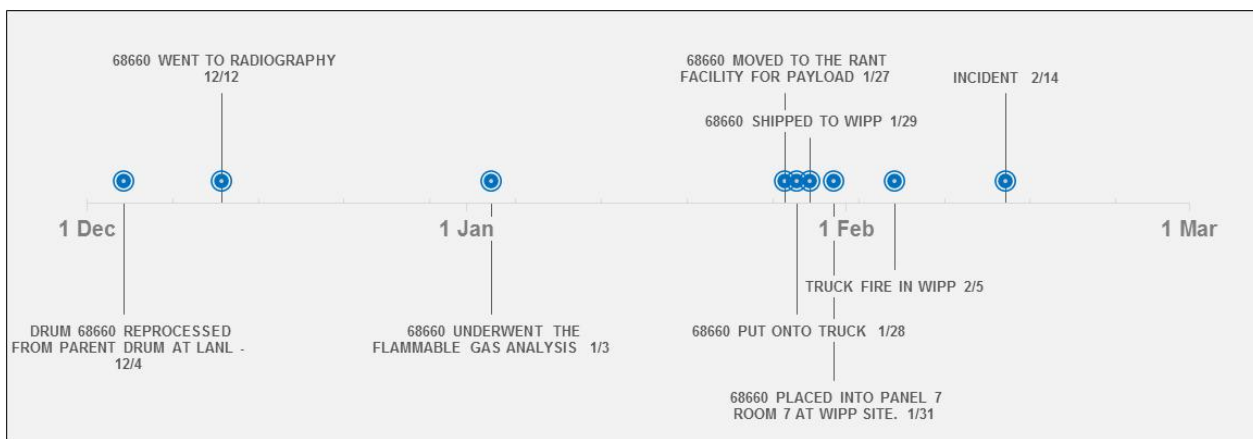 68660 WENT TO RADIOGRAPHY
12/12
68660 MOVED TO THE RANT
FACILITY FOR PAYLOAD 1/27
INCIDENT 2/14
68660 SHIPPED TO WIPP 1/29
1 Dec
1 Jan
1 Feb
1 Mar
TRUCK FIRE IN WIPP 2/5
DRUM 68660 REPROCESSED
FROM PARENT DRUM AT LANL -
12/4
68660 UNDERWENT THE
FLAMMABLE GAS ANALYSIS 1/3
68660 PUT ONTO TRUCK 1/28
68660 PLACED INTO PANEL 7
ROOM 7 AT WIPP SITE. 1/31